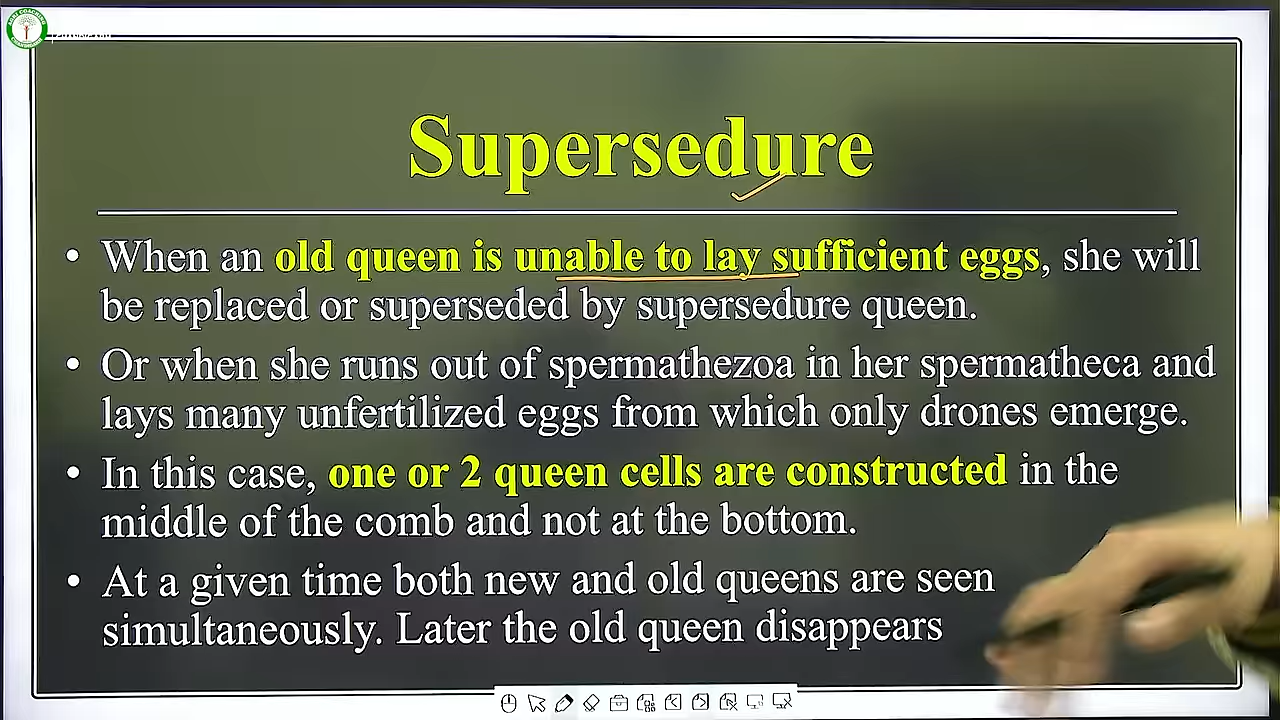 Supersedure
• When an old queen is unable to lay sufficient eggs, she will
be replaced or superseded by supersedure queen.
• Or when she runs out of spermathezoa in her spermatheca and
lays many unfertilized eggs from which only drones emerge.
• In this case, one or 2 queen cells are constructed in the
middle of the comb and not at the bottom.
• At a given time both new and old queens are seen
simultaneously. Later the old queen disappears